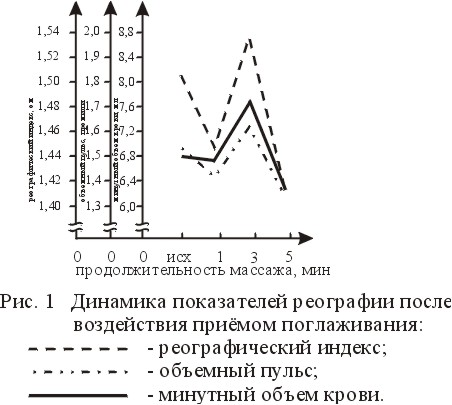 1,54 2,0 8,8
1,52 1,9 8,4
1,50 1,8 8,0
1,48 1,7 7,6
1,46 1,6 7,2
1,44 1,5 6,8
1,42 1,4 6,4
1,40 1,3 6,0
0 0 0 исх 1 3 5
продолжительность массажа, мин
Рис. 1 Динамика показателей реографии после
воздействия приёмом поглаживания:
- реографический индекс;
- объемный пульс;
- минутный объем крови.